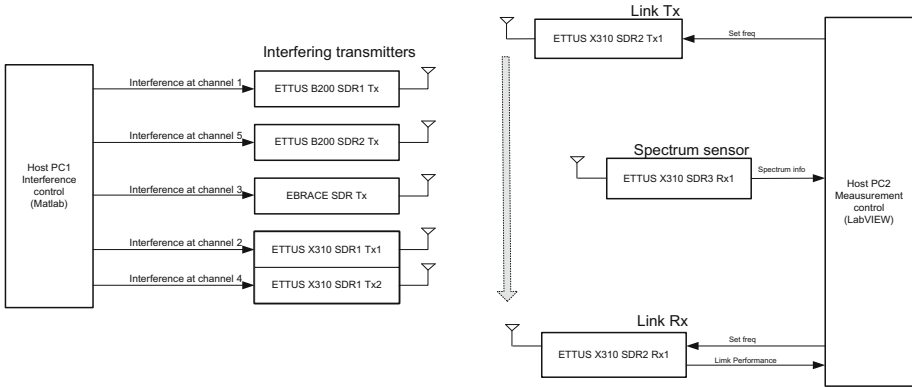 Interfering transmitters
Host PC1
Interference
control
(Matlab)
Interference at channel 1
ETTUS B200 SDR1 Tx
Interference at channel 5
ETTUS B200 SDR2 Tx
Interference at channel 3
EBRACE SDR Tx
Interference at channel 2
ETTUS X310 SDR1 Tx1
Interference at channel 4
ETTUS X310 SDR1 Tx2
Link Tx
ETTUS X310 SDR2 Tx1
Set freq
Spectrum sensor
ETTUS X310 SDR3 Rx1
Spectrum info
Host PC2
Meausurement
control
(LabVIEW)
Link Rx
ETTUS X310 SDR2 Rx1
Set freq
Limk Performance